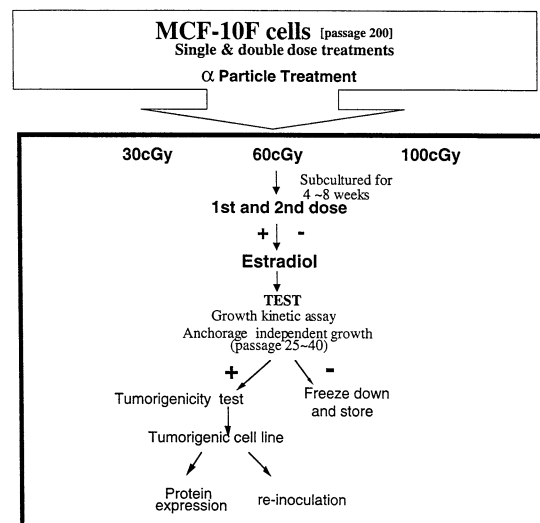 MCF-10F cells [passage 200]
Single & double dose treatments
α Particle Treatment
30cGy 60cGy 100cGy
Subcultured for
4 ~8 weeks
1st and 2nd dose
+ -
Estradiol
TEST
Growth kinetic assay
Anchorage independent growth
(passage 25~40)
+ -
Tumorigenicity test
Freeze down
and store
Tumorigenic cell line
Protein
expression
re-inoculation